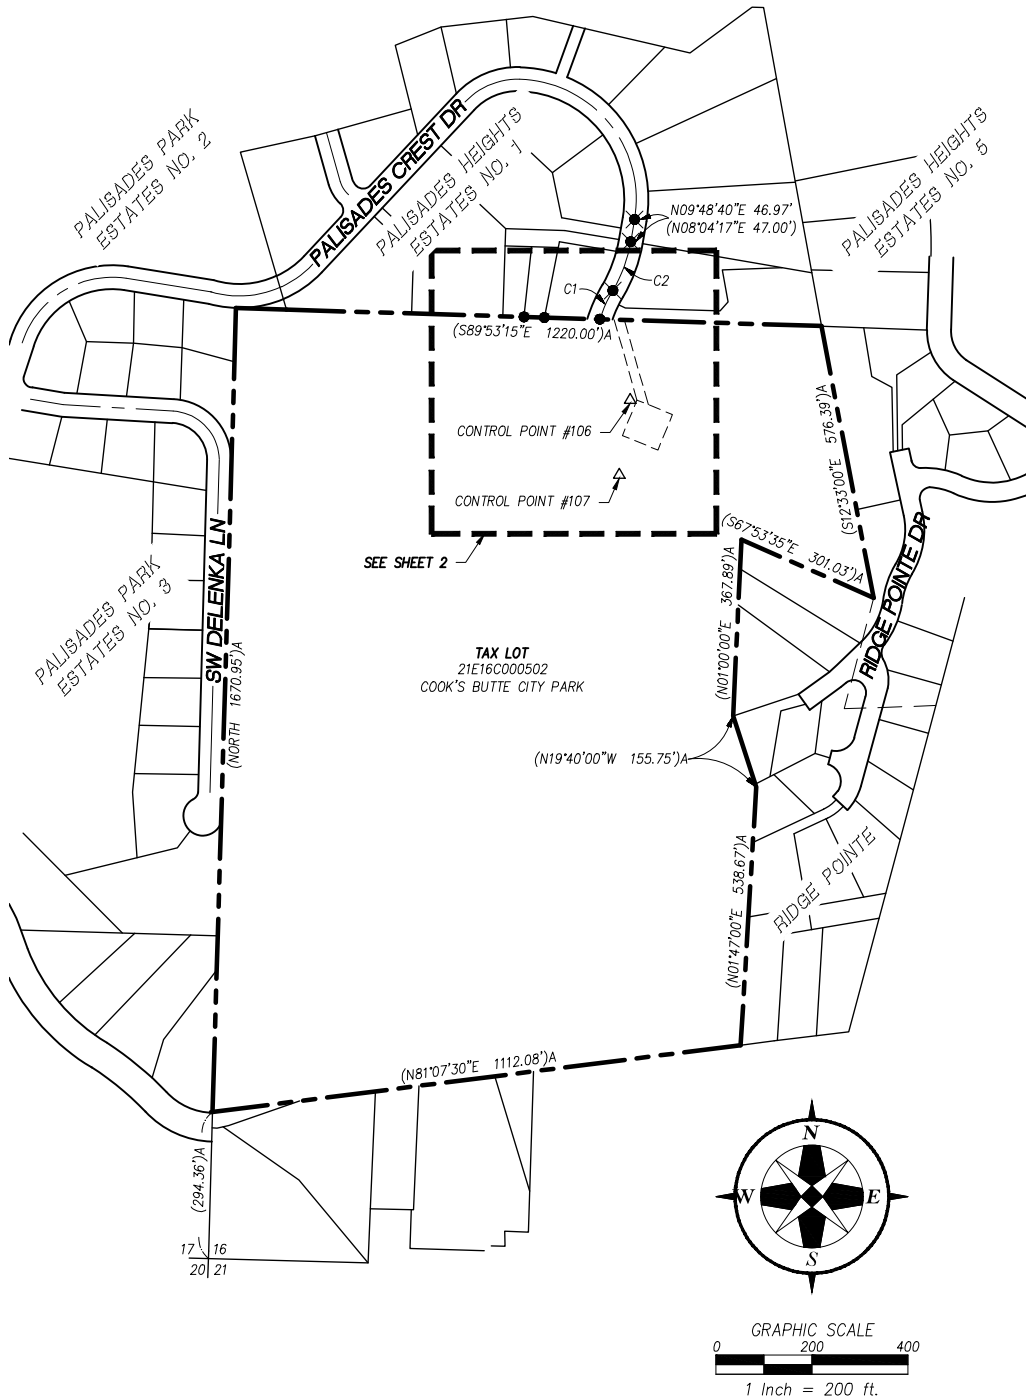 PALISADES PARK
ESTATES NO. 2
PALISADES CREST DR
PALISADES HEIGHTS
ESTATES NO. 1
PALISADES HEIGHTS
ESTATES NO. 5
N09°48'40"E 46.97'
(N08°04'17"E 47.00')
C1
C2
(S89°53'15"E 1220.00')A
(S12°33'00"E 576.39')A
CONTROL POINT #106
CONTROL POINT #107
SEE SHEET 2
(S67°53'35"E 301.03')A
(N01°00'00"E 367.89')A
RIDGE POINTE DR
SW DELENKA LN
PALISADES PARK
ESTATES NO. 3
(NORTH 1670.95')A
TAX LOT
21E16C000502
COOK'S BUTTE CITY PARK
(N19°40'00"W 155.75')A
(N01°47'00"E 538.67')A
RIDGE POINTE
(N81°07'30"E 1112.08')A
(294.36')A
17 16
20 21
N
W E
S
GRAPHIC SCALE
0 200 400
1 Inch = 200 ft.